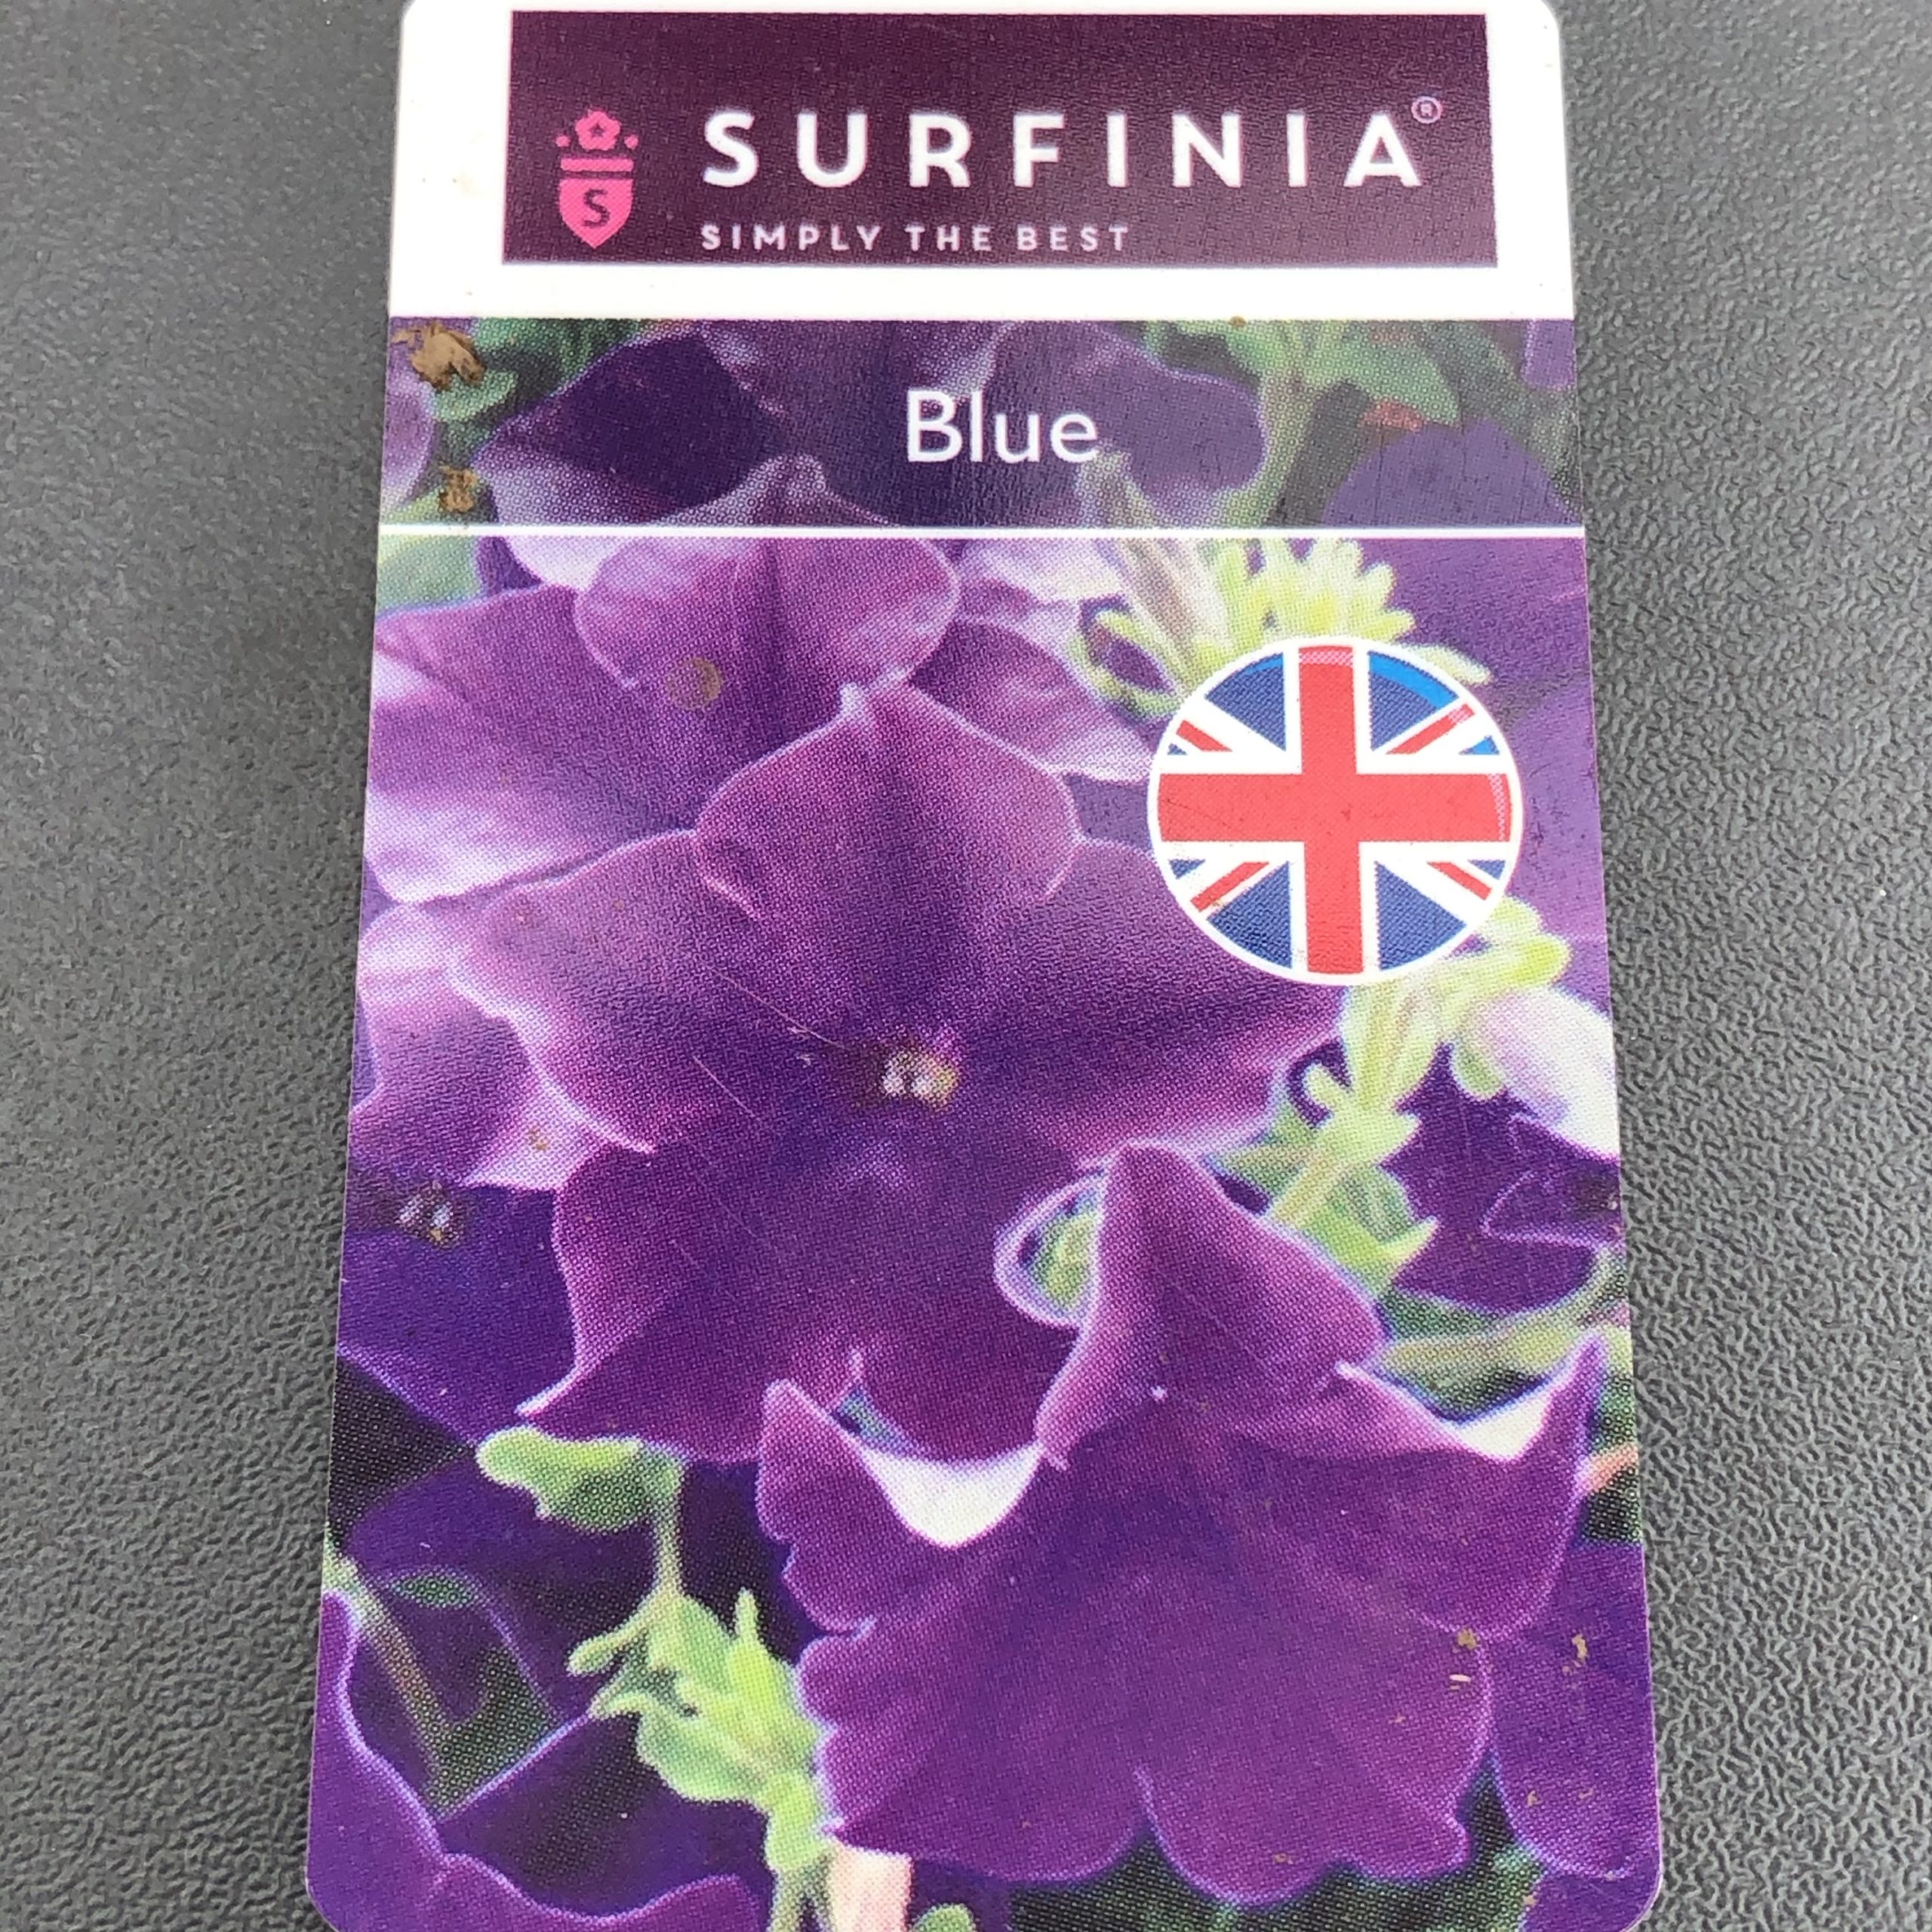 SURFINIA®
S
SIMPLY THE BEST
Blue